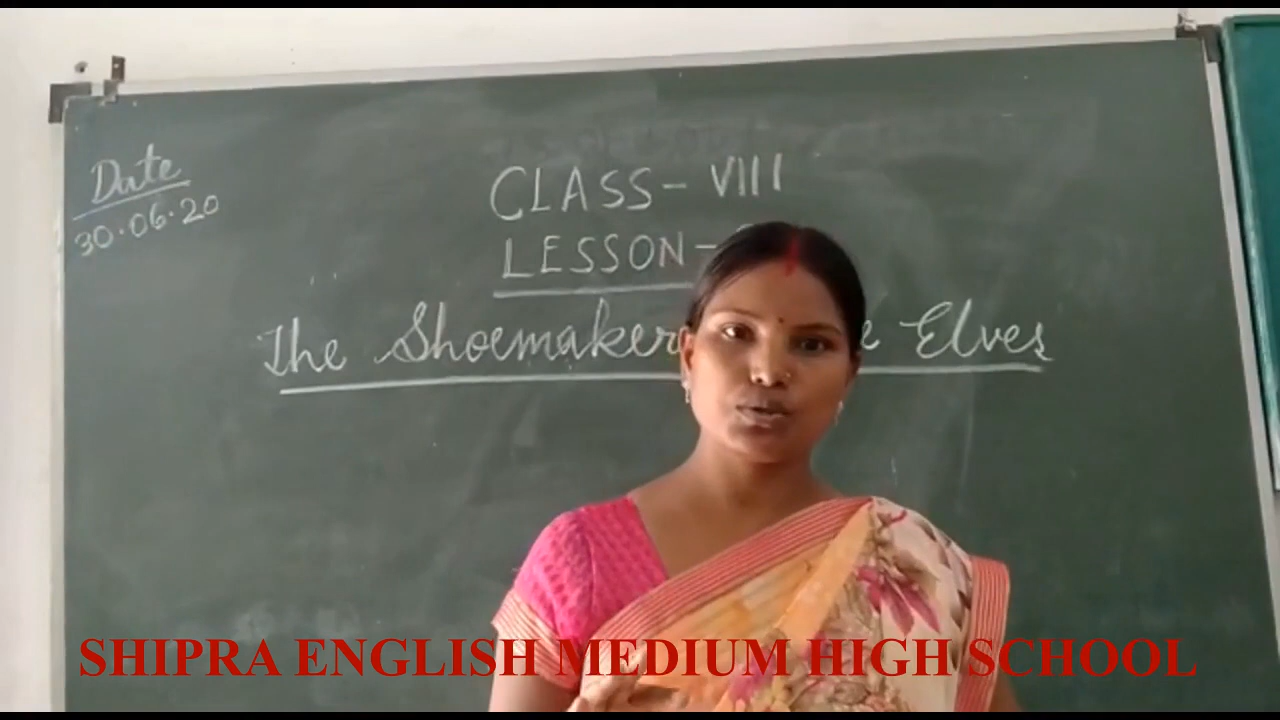 Date
30.06.20
CLASS - VIII
LESSON -
The Shoemaker Elves
SHIPRA ENGLISH MEDIUM HIGH SCHOOL